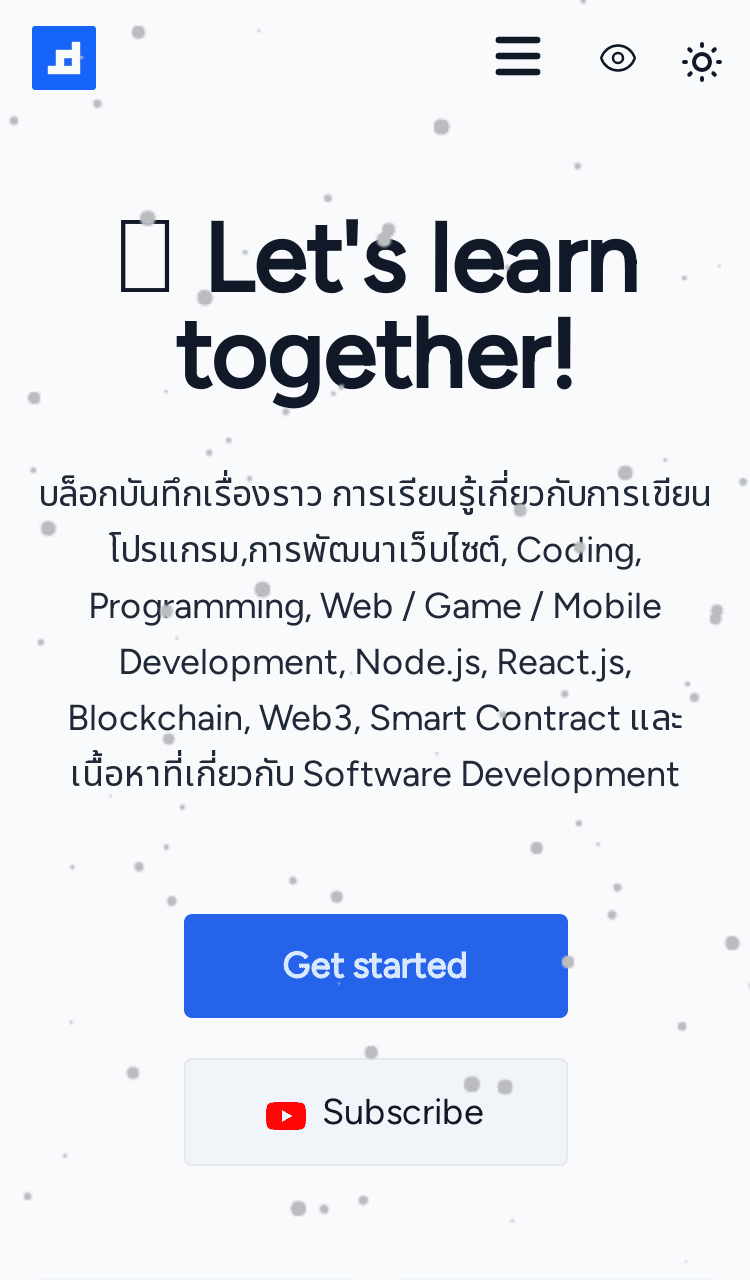 Let's learn
together!
บล็อกบันทึกเรื่องราว การเรียนรู้เกี่ยวกับการเขียน
โปรแกรม,การพัฒนาเว็บไซต์, Coding,
Programming, Web / Game / Mobile
Development, Node.js, React.js,
Blockchain, Web3, Smart Contract และ
เนื้อหาที่เกี่ยวกับ Software Development
Get started
Subscribe